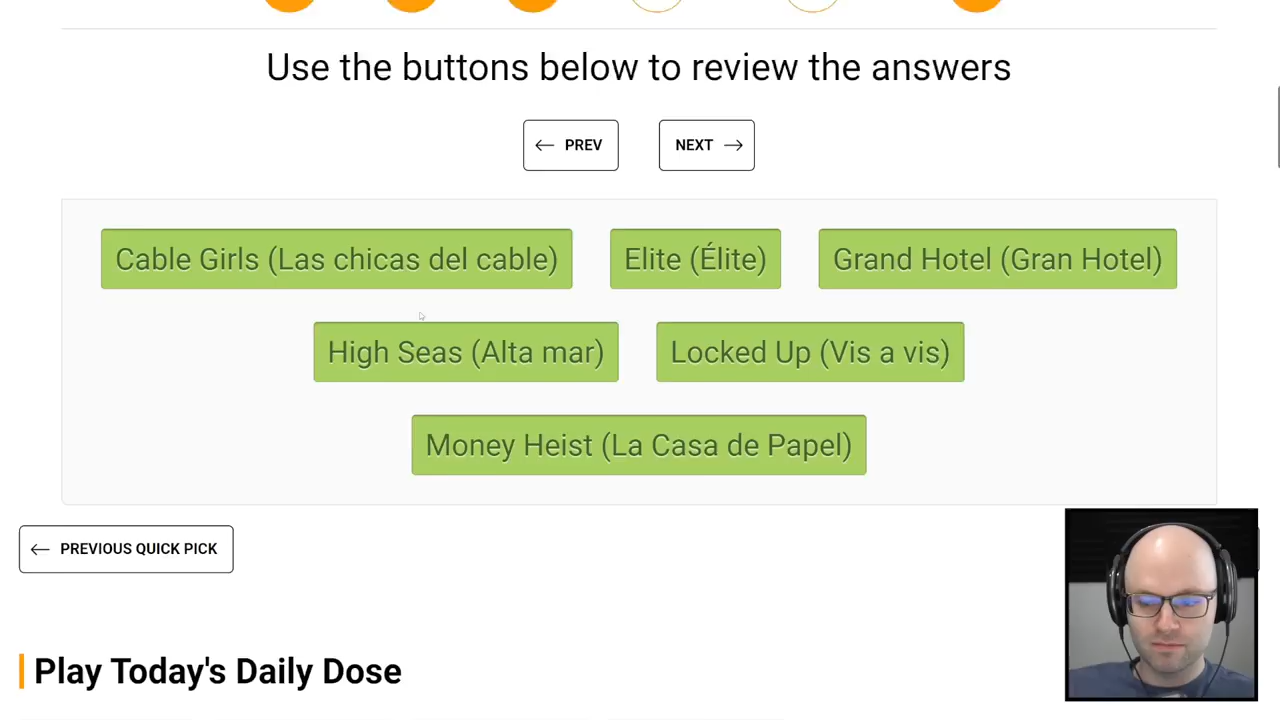 Use the buttons below to review the answers
← PREV
NEXT →
Cable Girls (Las chicas del cable)
Elite (Élite)
Grand Hotel (Gran Hotel)
High Seas (Alta mar)
Locked Up (Vis a vis)
Money Heist (La Casa de Papel)
← PREVIOUS QUICK PICK
Play Today's Daily Dose